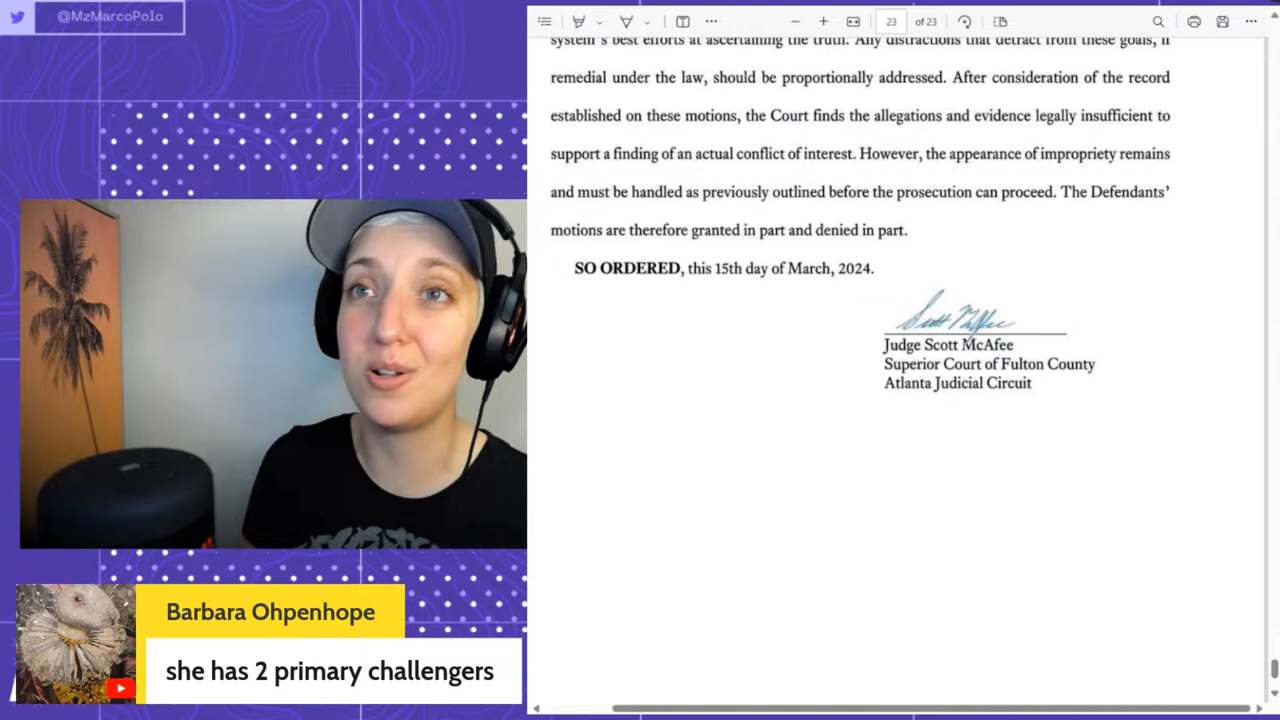 @MzMarcoPolo
23 of 23
system's best efforts at ascertaining the truth. Any distractions that detract from these goals, if
remedial under the law, should be proportionally addressed. After consideration of the record
established on these motions, the Court finds the allegations and evidence legally insufficient to
support a finding of an actual conflict of interest. However, the appearance of impropriety remains
and must be handled as previously outlined before the prosecution can proceed. The Defendants'
motions are therefore granted in part and denied in part.
SO ORDERED, this 15th day of March, 2024.
Scott McAfee
Judge Scott McAfee
Superior Court of Fulton County
Atlanta Judicial Circuit
Barbara Ohpenhope
she has 2 primary challengers